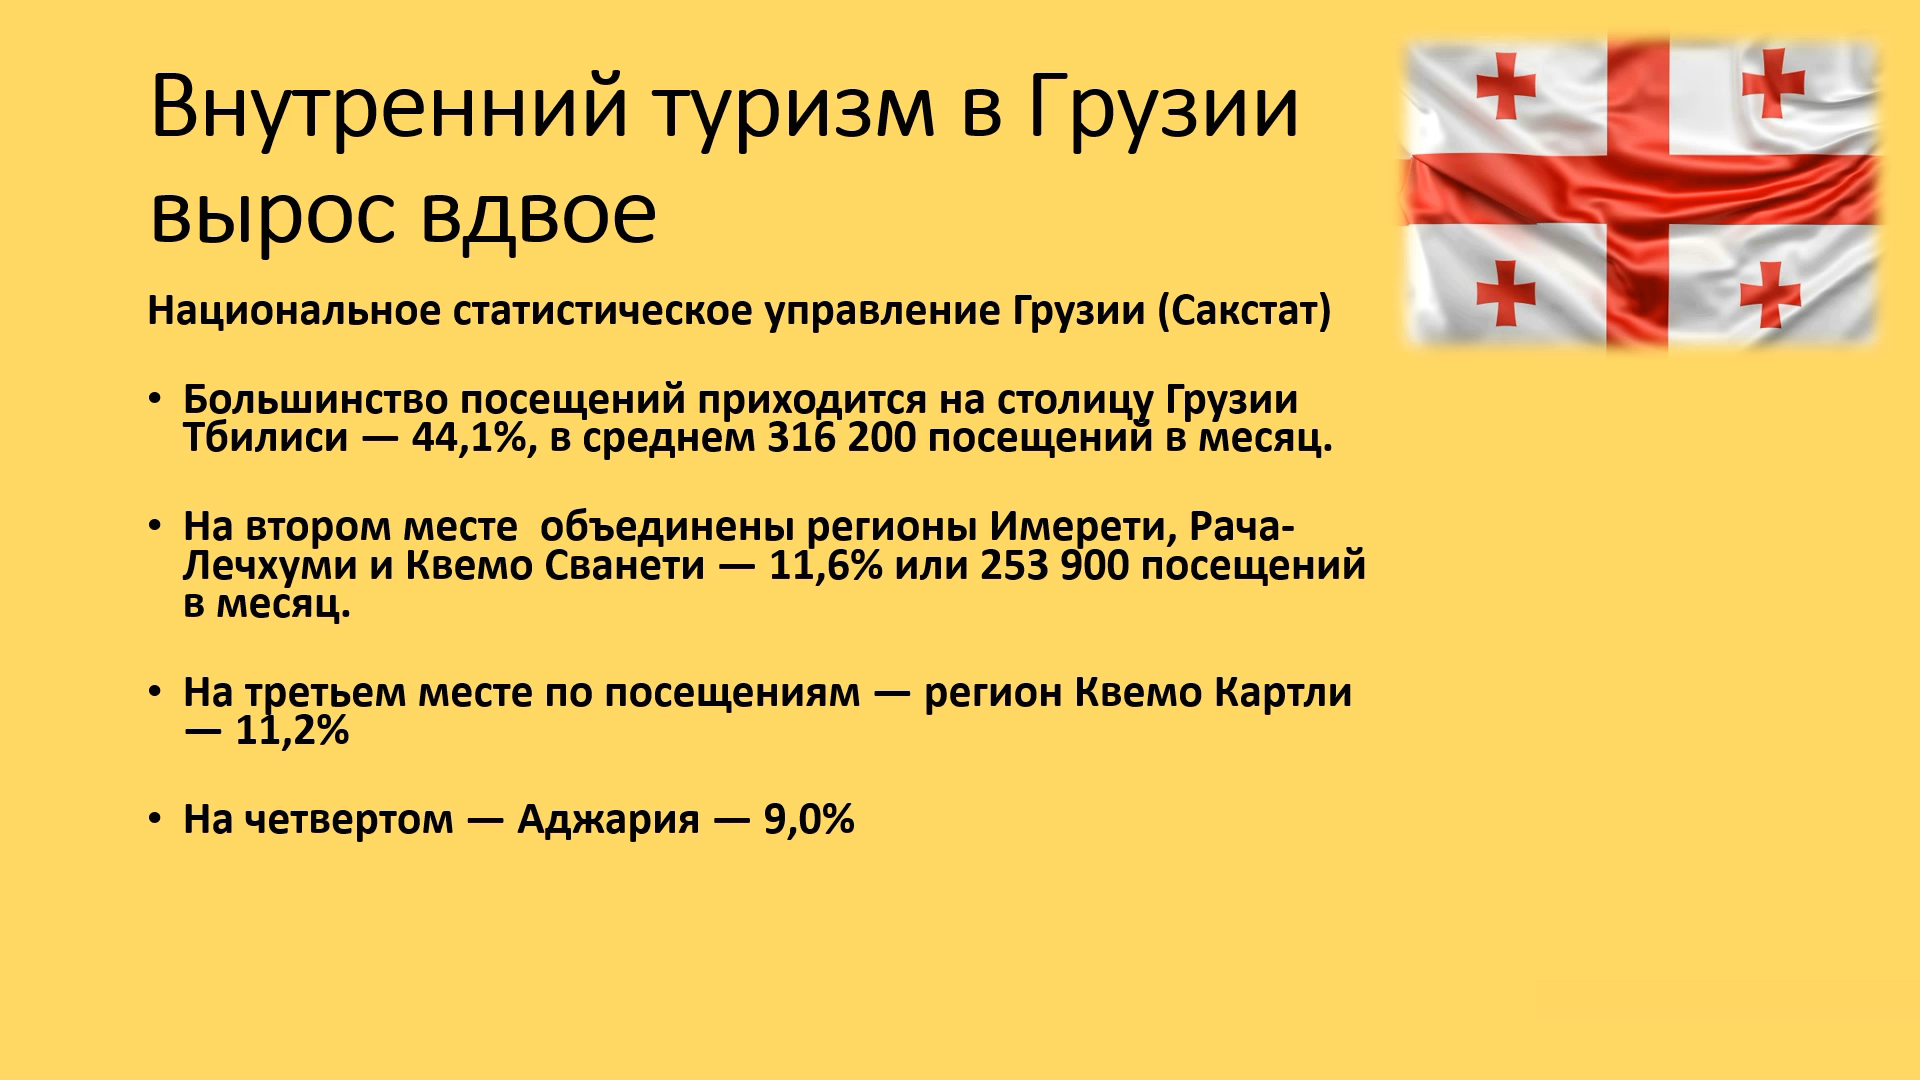 Внутренний туризм в Грузии
вырос вдвое
Национальное статистическое управление Грузии (Сакстат)
• Большинство посещений приходится на столицу Грузии
Тбилиси — 44,1%, в среднем 316 200 посещений в месяц.
• На втором месте  объединены регионы Имерети, Рача-
Лечхуми и Квемо Сванети — 11,6% или 253 900 посещений
в месяц.
• На третьем месте по посещениям — регион Квемо Картли
— 11,2%
• На четвертом — Аджария — 9,0%